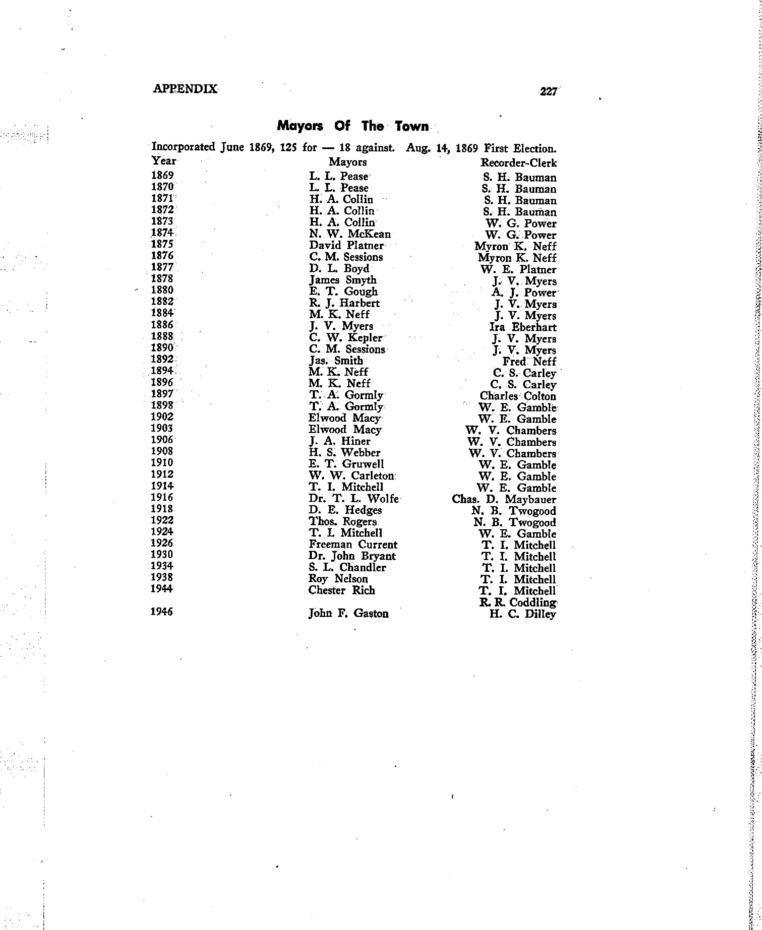 APPENDIX 227
Mayors Of The Town
Incorporated June 1869, 125 for — 18 against. Aug. 14, 1869 First Election.
Year Mayors Recorder-Clerk
1869 L. L. Pease S. H. Bauman
1870 L. L. Pease S. H. Bauman
1871 H. A. Collin S. H. Bauman
1872 H. A. Collin S. H. Bauman
1873 H. A. Collin W. G. Power
1874 N. W. McKean W. G. Power
1875 David Platner Myron K. Neff
1876 C. M. Sessions Myron K. Neff
1877 D. L. Boyd W. E. Platner
1878 James Smyth J. V. Myers
1880 E. T. Gough A. J. Power
1882 R. J. Harbert J. V. Myers
1884 M. K. Neff J. V. Myers
1886 J. V. Myers Ira Eberhart
1888 C. W. Kepler J. V. Myers
1890 C. M. Sessions J. V. Myers
1892 Jas. Smith Fred Neff
1894 M. K. Neff C. S. Carley
1896 M. K. Neff C. S. Carley
1897 T. A. Gormly Charles Colton
1898 T. A. Gormly W. E. Gamble
1902 Elwood Macy W. E. Gamble
1903 Elwood Macy W. V. Chambers
1906 J. A. Hiner W. V. Chambers
1908 H. S. Webber W. V. Chambers
1910 E. T. Gruwell W. E. Gamble
1912 W. W. Carleton W. E. Gamble
1914 T. I. Mitchell W. E. Gamble
1916 Dr. T. L. Wolfe Chas. D. Maybauer
1918 D. E. Hedges N. B. Twogood
1922 Thos. Rogers N. B. Twogood
1924 T. I. Mitchell W. E. Gamble
1926 Freeman Current T. I. Mitchell
1930 Dr. John Bryant T. I. Mitchell
1934 S. L. Chandler T. I. Mitchell
1938 Roy Nelson T. I. Mitchell
1944 Chester Rich T. I. Mitchell
R. R. Coddling
1946 John F. Gaston H. C. Dilley